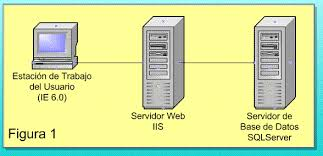 Estación de Trabajo
del Usuario
(IE 6.0)
Servidor Web
IIS
Servidor de
Base de Datos
SQLServer
Figura 1